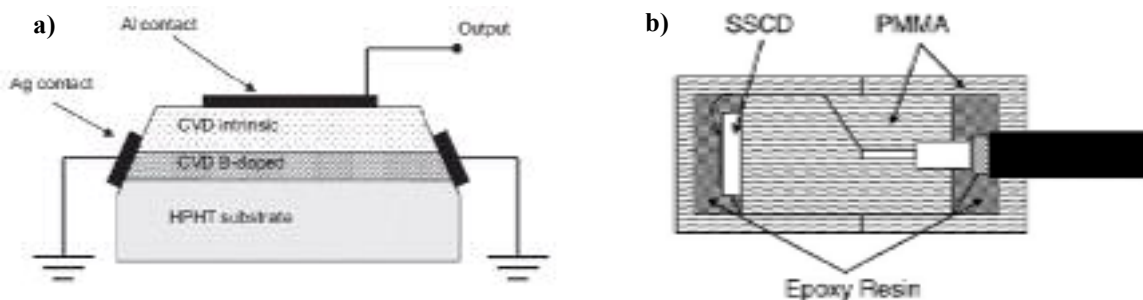 a)
Al contact
Output
Ag contact
CVD intrinsic
CVD B-doped
HPHT substrate
b)
SSCD
PMMA
Epoxy Resin